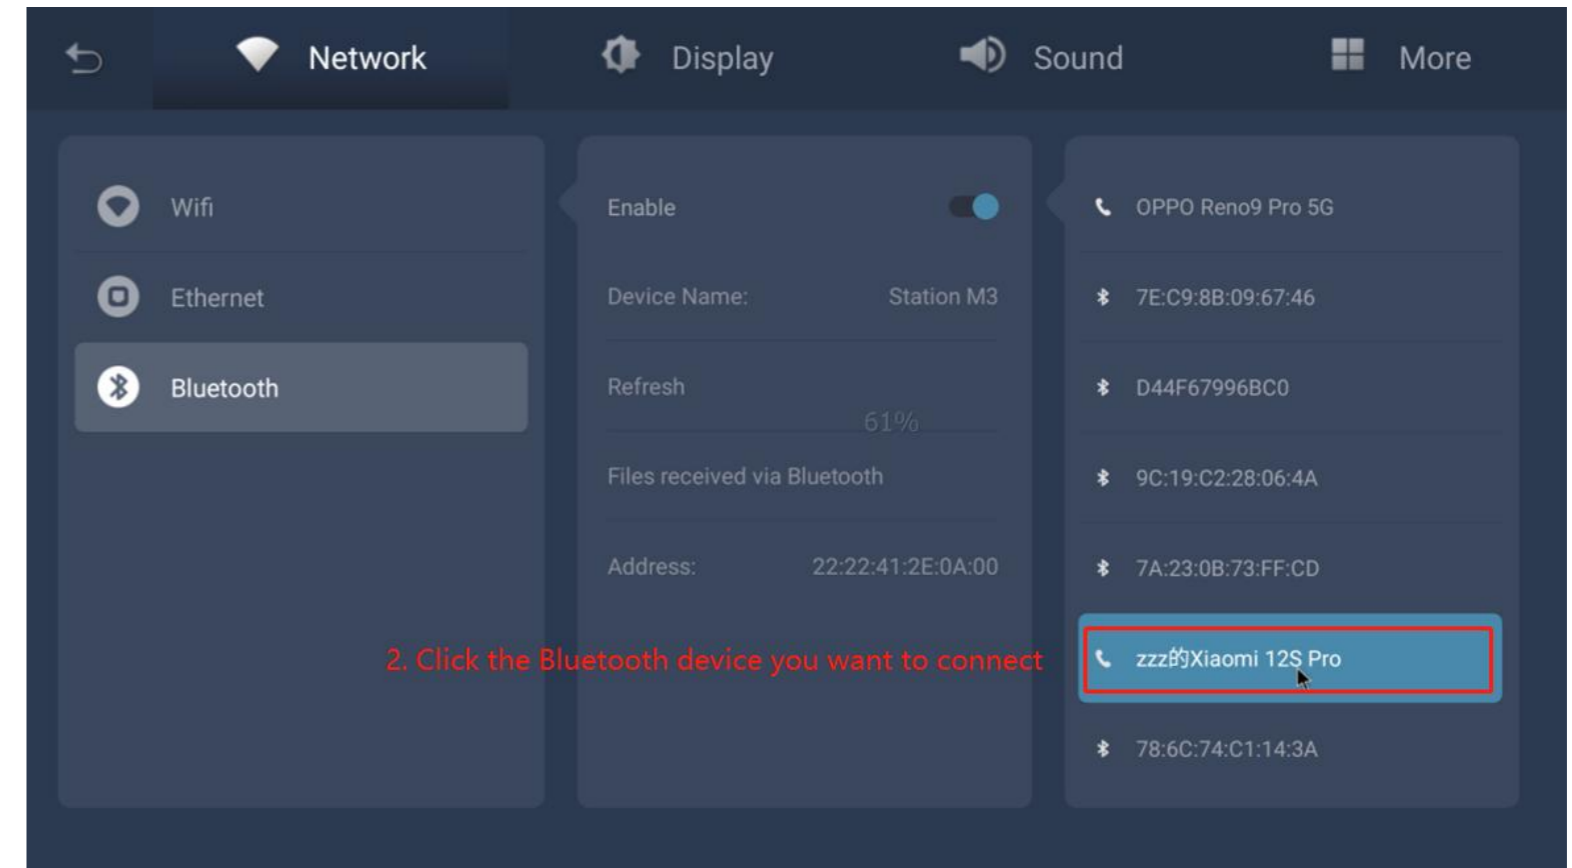 Network
Display
Sound
More
Wifi
Ethernet
Bluetooth
Enable
Device Name: Station M3
Refresh
61%
Files received via Bluetooth
Address: 22:22:41:2E:0A:00
2. Click the Bluetooth device you want to connect
OPPO Reno9 Pro 5G
7E:C9:8B:09:67:46
D44F67996BC0
9C:19:C2:28:06:4A
7A:23:0B:73:FF:CD
zzz的Xiaomi 12S Pro
78:6C:74:C1:14:3A